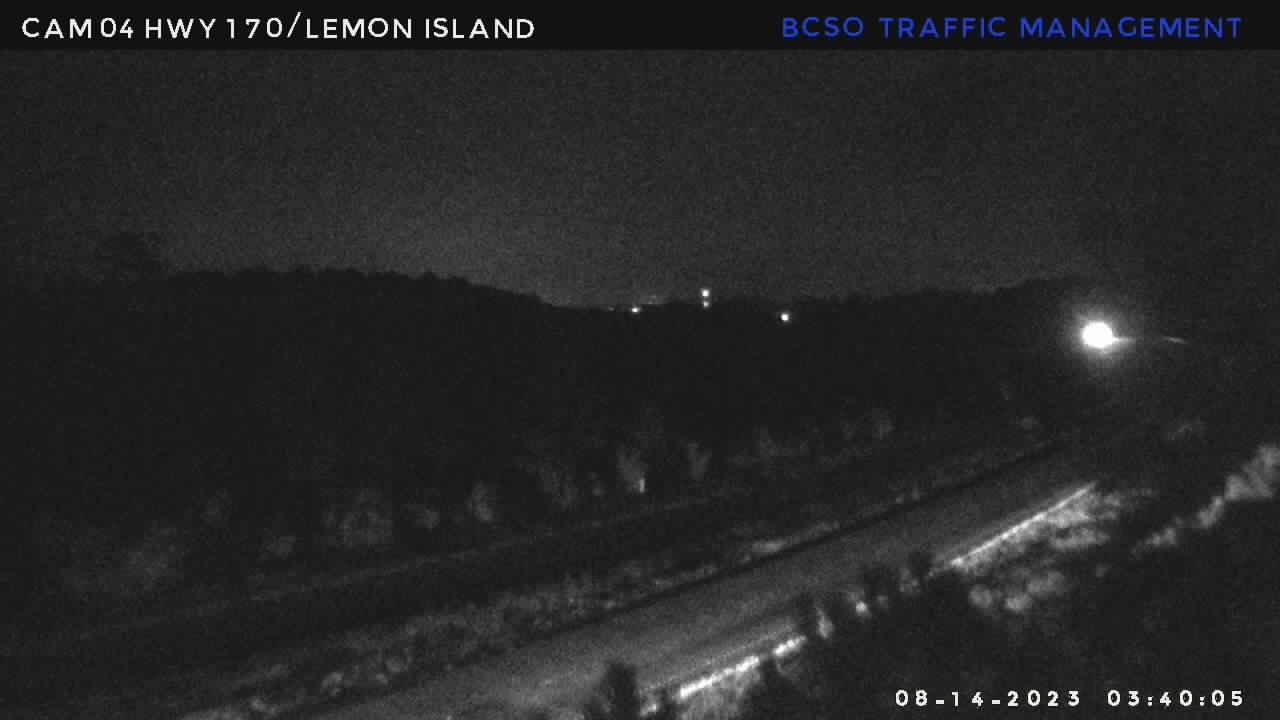 CAM04 HWY 170/LEMON ISLAND
BCSO TRAFFIC MANAGEMENT
08-14-2023 03:40:05